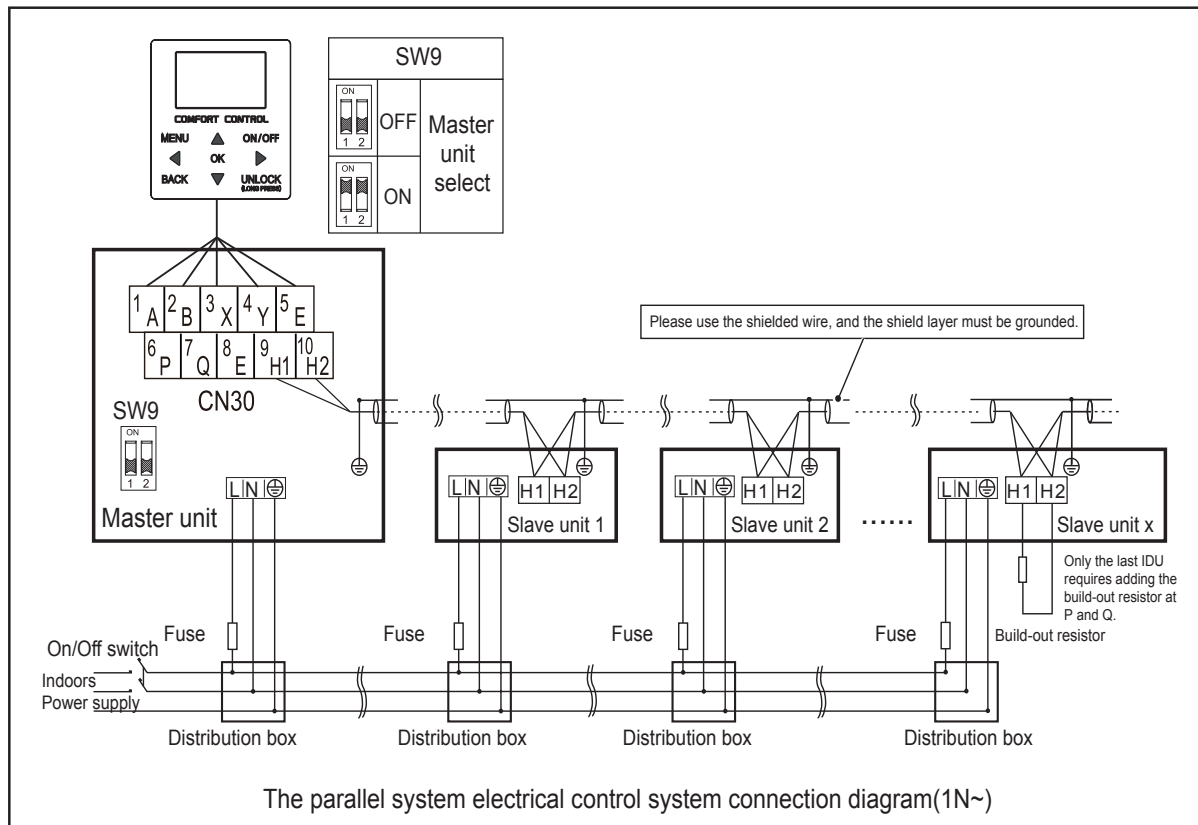 SW9
COMFORT CONTROL
MENU ON/OFF
OK
BACK UNLOCK
(LONG PRESS)
ON
1 2
OFF
ON
1 2
ON
Master
unit
select
1 A 2 B 3 X 4 Y 5 E
6 P 7 Q 8 E 9 H1 10 H2
CN30
Please use the shielded wire, and the shield layer must be grounded.
SW9
ON
1 2
L N
Master unit
L N
H1 H2
Slave unit 1
L N
H1 H2
Slave unit 2
......
L N
H1 H2
Slave unit x
Only the last IDU
requires adding the
build-out resistor at
P and Q.
Build-out resistor
Fuse
Fuse
Fuse
Fuse
On/Off switch
Indoors
Power supply
Distribution box
Distribution box
Distribution box
Distribution box
The parallel system electrical control system connection diagram(1N~)